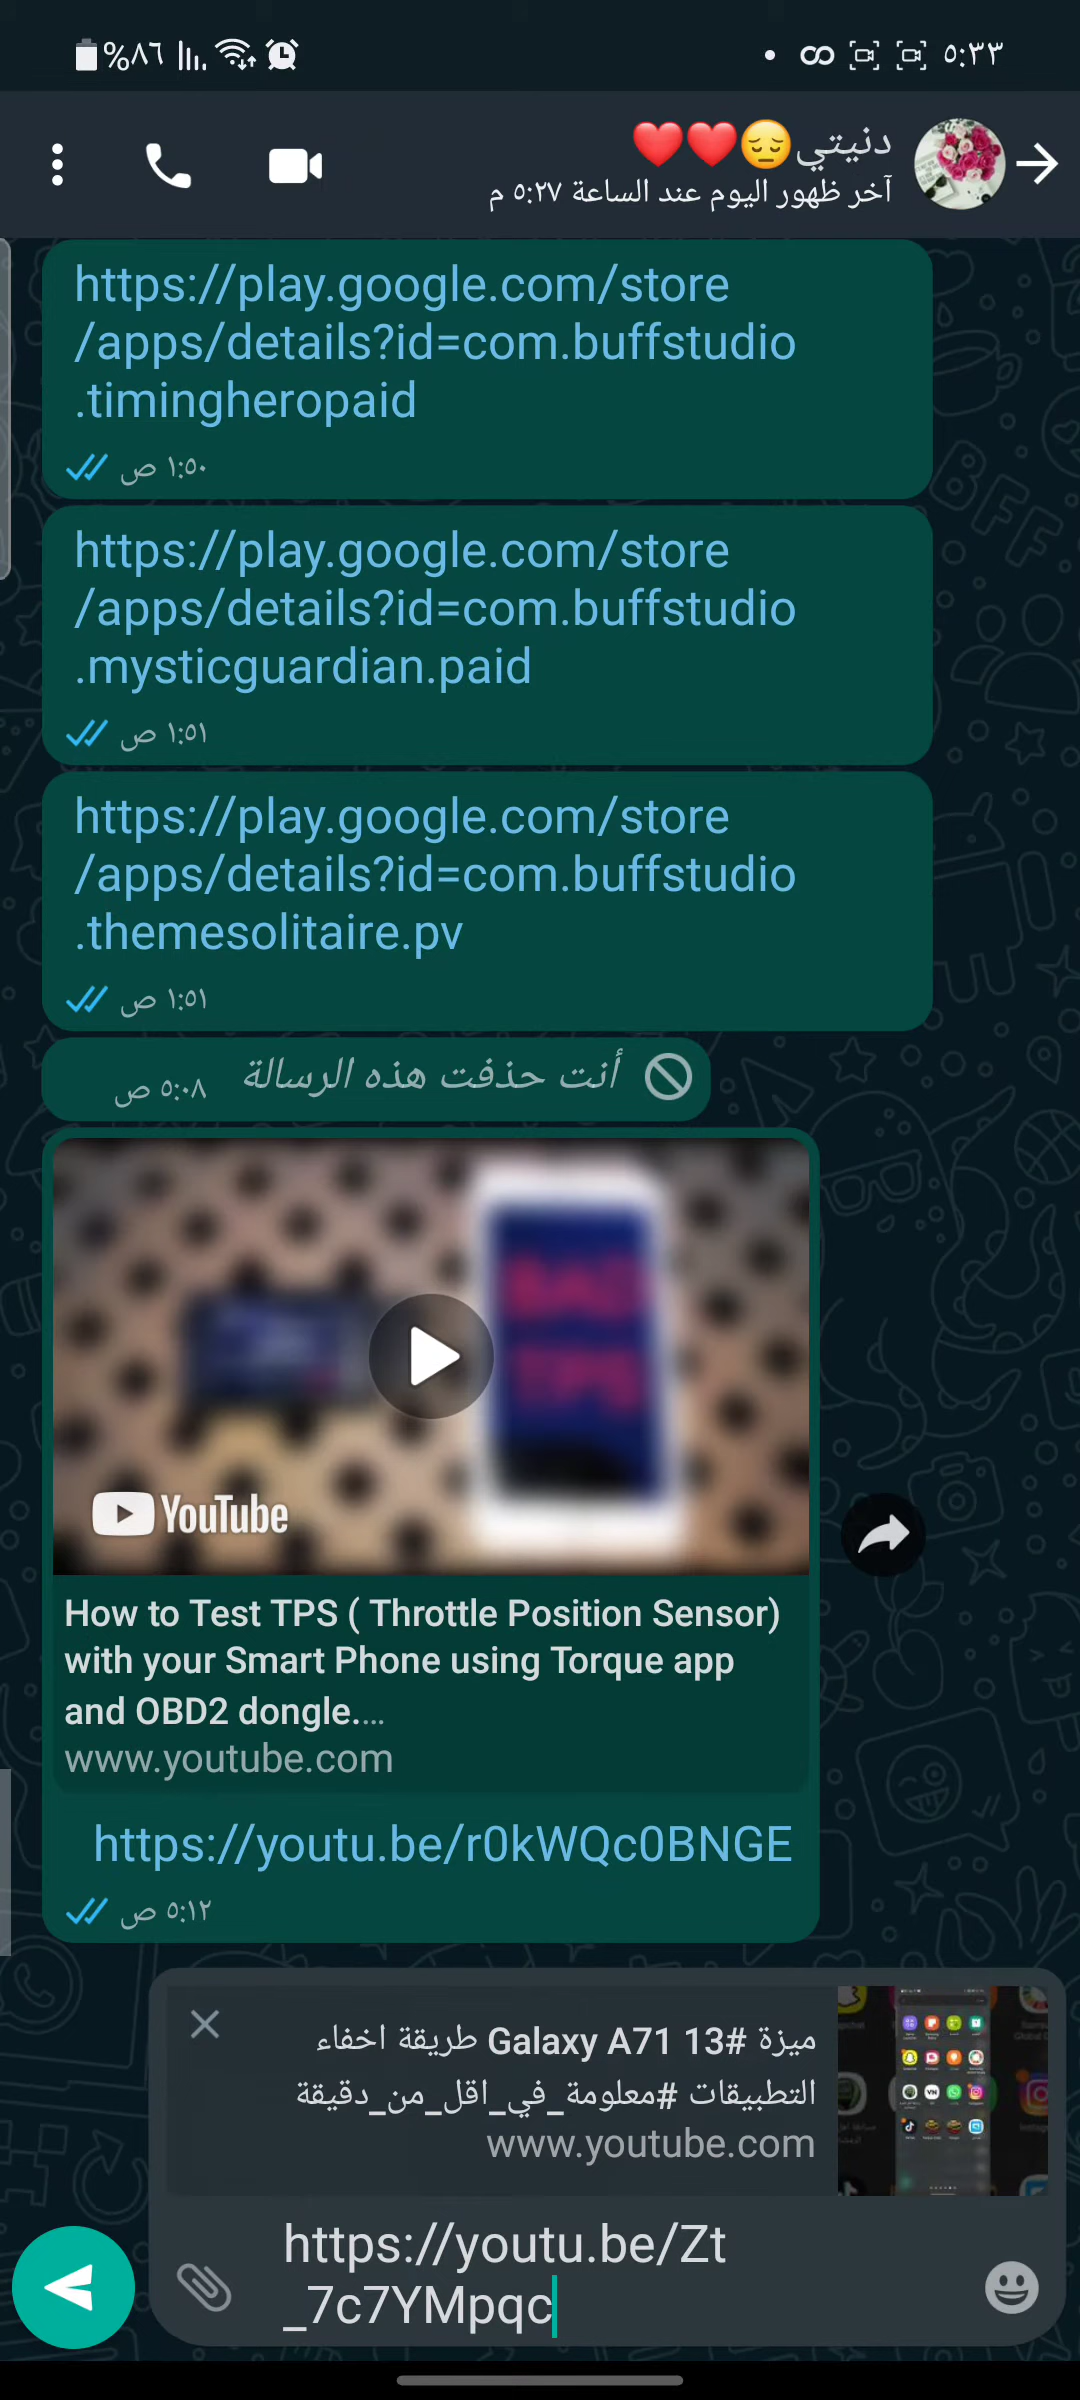 ٥:٣٣
%٨٦
دنيتي😔❤️❤️
آخر ظهور اليوم عند الساعة ٥:٢٧ م
https://play.google.com/store
/apps/details?id=com.buffstudio
.timingheropaid
١:٥٠ ص
https://play.google.com/store
/apps/details?id=com.buffstudio
.mysticguardian.paid
١:٥١ ص
https://play.google.com/store
/apps/details?id=com.buffstudio
.themesolitaire.pv
١:٥١ ص
أنت حذفت هذه الرسالة
٥:٠٨ ص
BAD
TPS
YouTube
How to Test TPS ( Throttle Position Sensor)
with your Smart Phone using Torque app
and OBD2 dongle....
www.youtube.com
https://youtu.be/r0kWQc0BNGE
٥:١٢ ص
ميزة #13 Galaxy A71 طريقة اخفاء
التطبيقات #معلومة_في_اقل_من_دقيقة
www.youtube.com
https://youtu.be/Zt
_7c7YMpqc